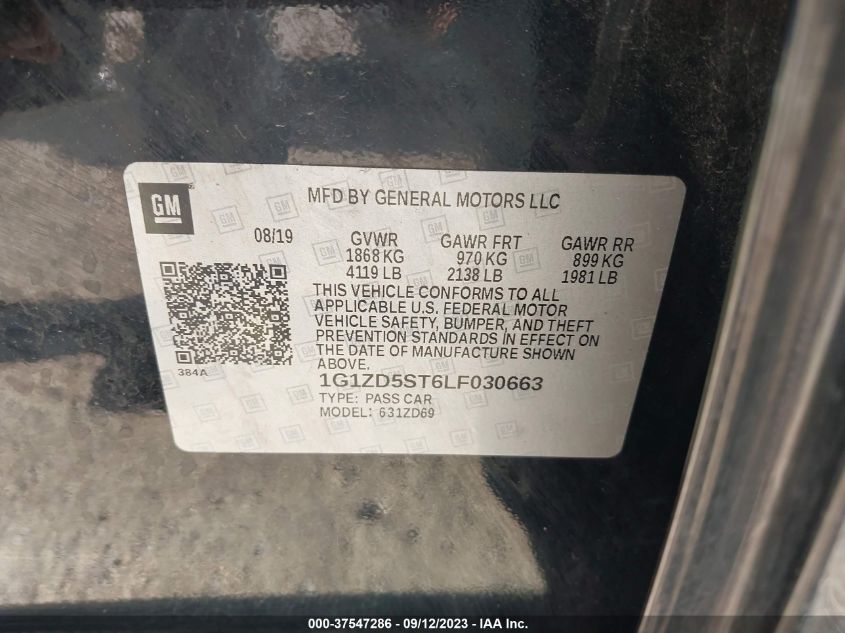 GM
MFD BY GENERAL MOTORS LLC
08/19 GVWR GAWR FRT GAWR RR
1868 KG 970 KG 899 KG
4119 LB 2138 LB 1981 LB
THIS VEHICLE CONFORMS TO ALL
APPLICABLE U.S. FEDERAL MOTOR
VEHICLE SAFETY, BUMPER, AND THEFT
PREVENTION STANDARDS IN EFFECT ON
THE DATE OF MANUFACTURE SHOWN
ABOVE.
384A
1G1ZD5ST6LF030663
TYPE: PASS CAR
MODEL: 631ZD69
000-37547286 - 09/12/2023 - IAA Inc.